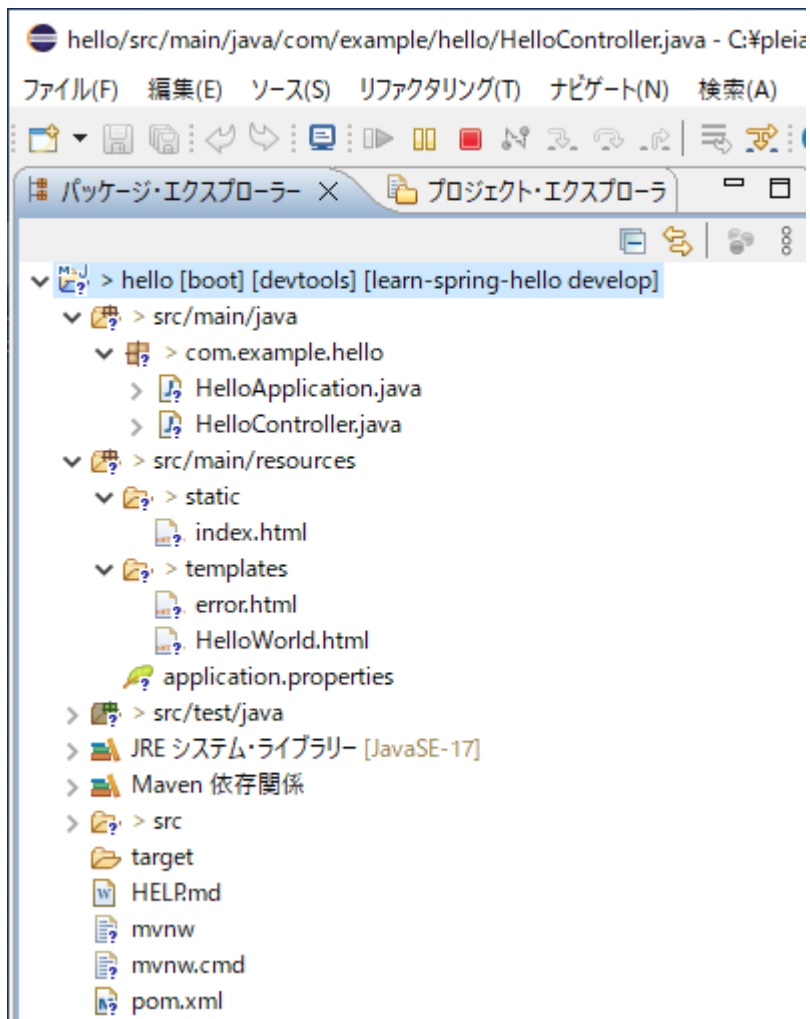 hello/src/main/java/com/example/hello/HelloController.java - C:¥pleia
ファイル(F) 編集(E) ソース(S) リファクタリング(T) ナビゲート(N) 検索(A)
パッケージ・エクスプローラー プロジェクト・エクスプローラ
> hello [boot] [devtools] [learn-spring-hello develop]
> src/main/java
> com.example.hello
HelloApplication.java
HelloController.java
> src/main/resources
> static
index.html
> templates
error.html
HelloWorld.html
application.properties
> src/test/java
JRE システム・ライブラリー [JavaSE-17]
Maven 依存関係
> src
target
HELP.md
mvnw
mvnw.cmd
pom.xml